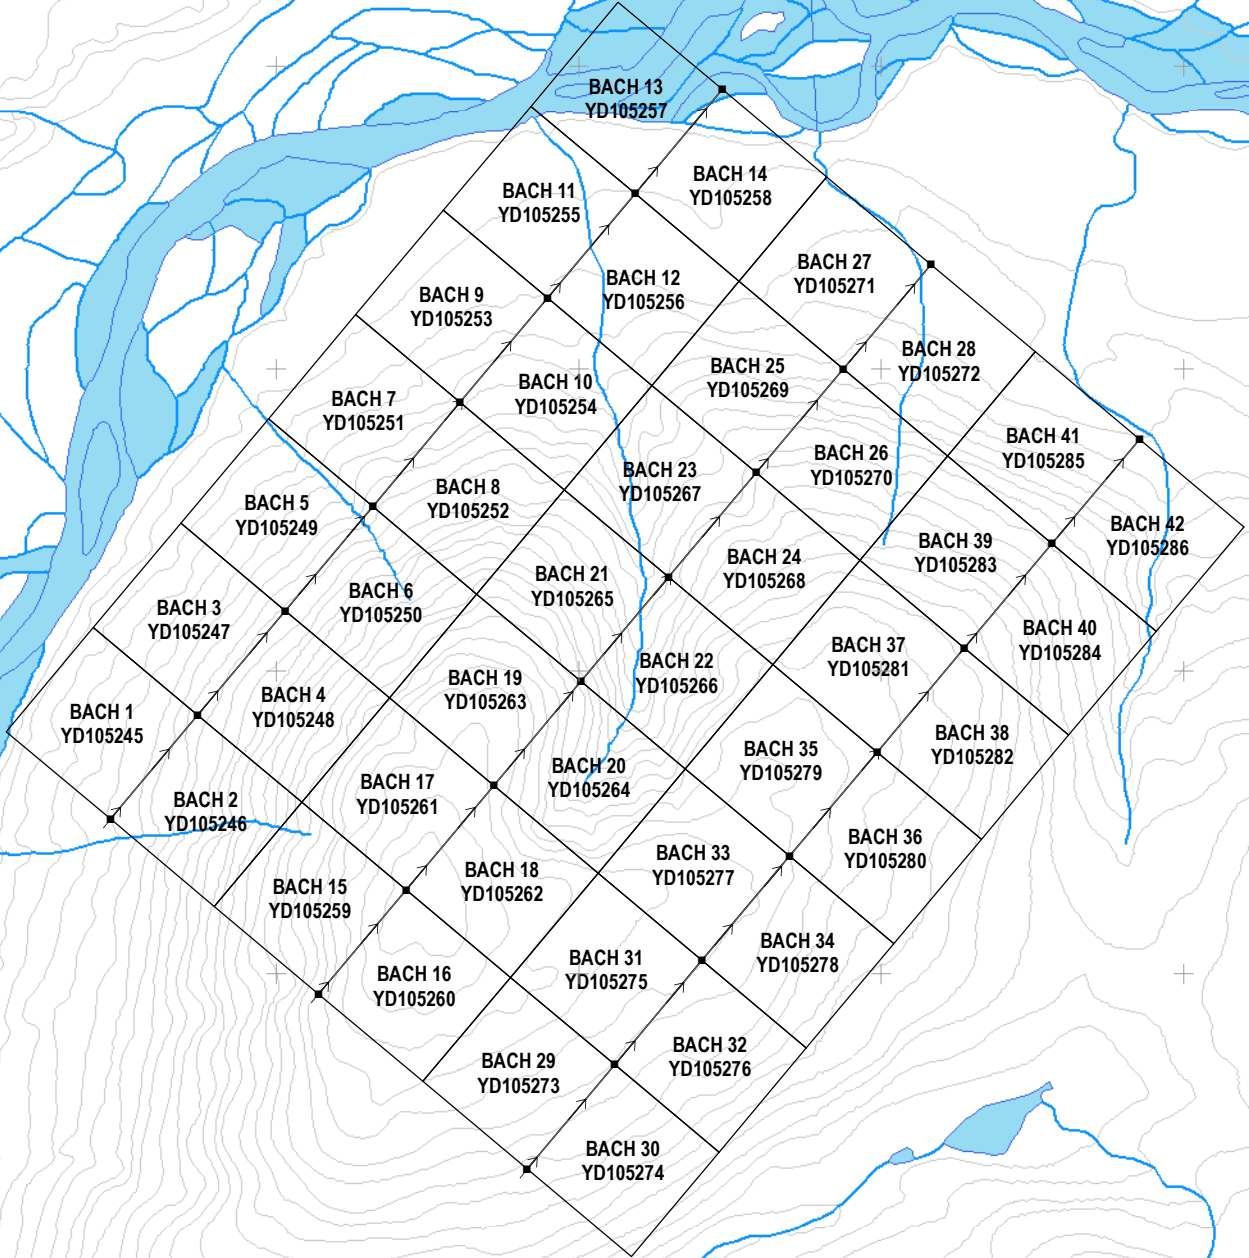 BACH 13
YD105257
BACH 14
YD105258
BACH 11
YD105255
BACH 12
YD105256
BACH 27
YD105271
BACH 9
YD105253
BACH 28
YD105272
BACH 25
YD105269
BACH 10
YD105254
BACH 7
YD105251
BACH 41
YD105285
BACH 26
YD105270
BACH 23
YD105267
BACH 8
YD105252
BACH 5
YD105249
BACH 42
YD105286
BACH 39
YD105283
BACH 24
YD105268
BACH 21
YD105265
BACH 6
YD105250
BACH 3
YD105247
BACH 40
YD105284
BACH 37
YD105281
BACH 22
YD105266
BACH 19
YD105263
BACH 4
YD105248
BACH 1
YD105245
BACH 38
YD105282
BACH 35
YD105279
BACH 20
YD105264
BACH 17
YD105261
BACH 2
YD105246
BACH 36
YD105280
BACH 33
YD105277
BACH 18
YD105262
BACH 15
YD105259
BACH 34
YD105278
BACH 31
YD105275
BACH 16
YD105260
BACH 32
YD105276
BACH 29
YD105273
BACH 30
YD105274